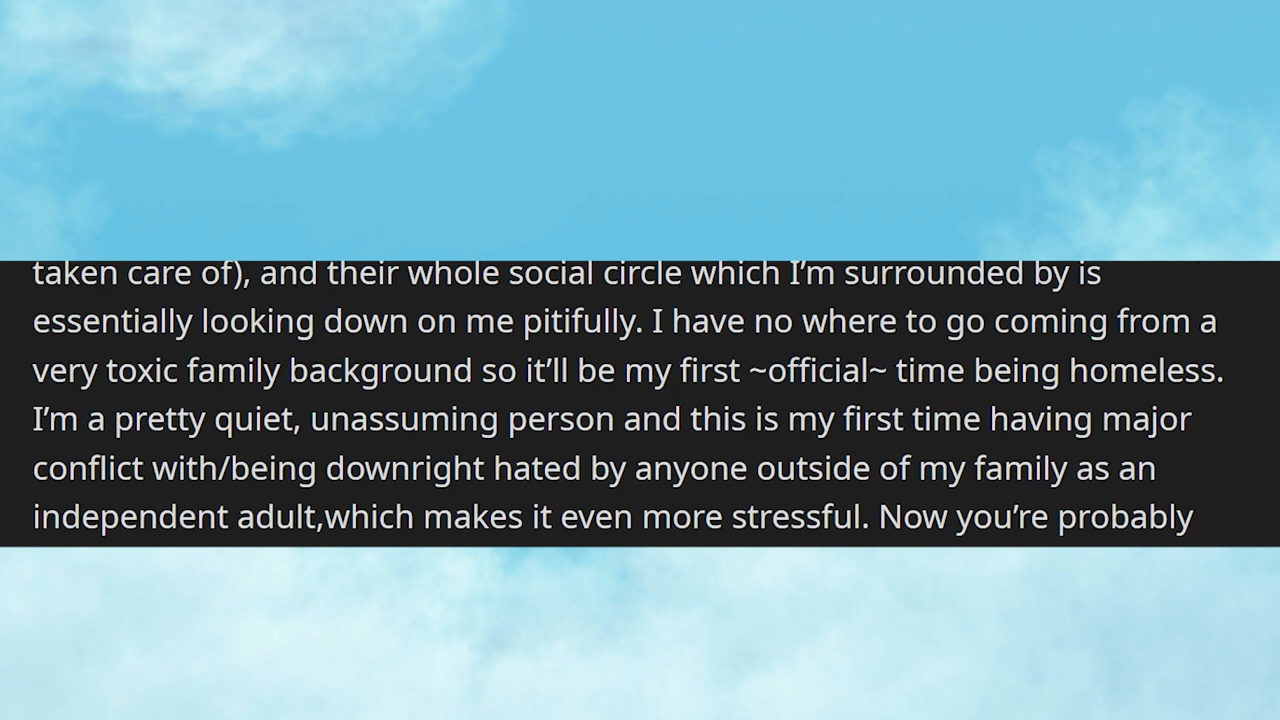 taken care of), and their whole social circle which I’m surrounded by is
essentially looking down on me pitifully. I have no where to go coming from a
very toxic family background so it’ll be my first ~official~ time being homeless.
I’m a pretty quiet, unassuming person and this is my first time having major
conflict with/being downright hated by anyone outside of my family as an
independent adult,which makes it even more stressful. Now you’re probably